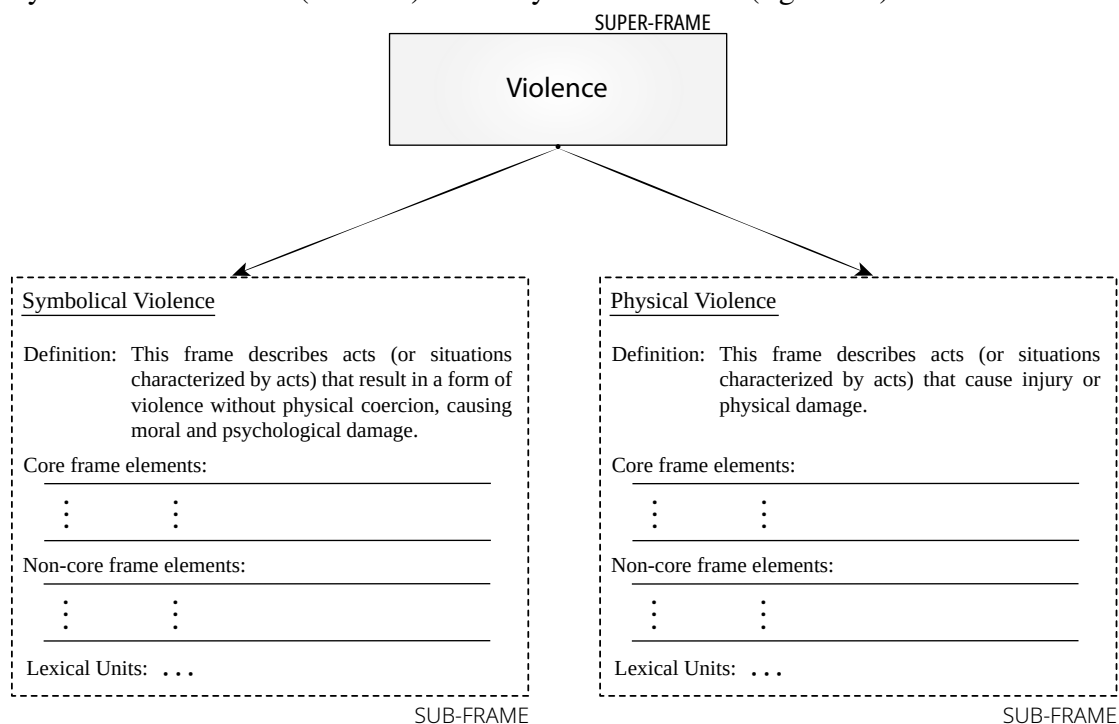 SUPER-FRAME
Violence
Symbolical Violence
Definition: This frame describes acts (or situations
characterized by acts) that result in a form of
violence without physical coercion, causing
moral and psychological damage.
Core frame elements:
⋮ ⋮
Non-core frame elements:
⋮ ⋮
Lexical Units: ...
SUB-FRAME
Physical Violence
Definition: This frame describes acts (or situations
characterized by acts) that cause injury or
physical damage.
Core frame elements:
⋮ ⋮
Non-core frame elements:
⋮ ⋮
Lexical Units: ...
SUB-FRAME